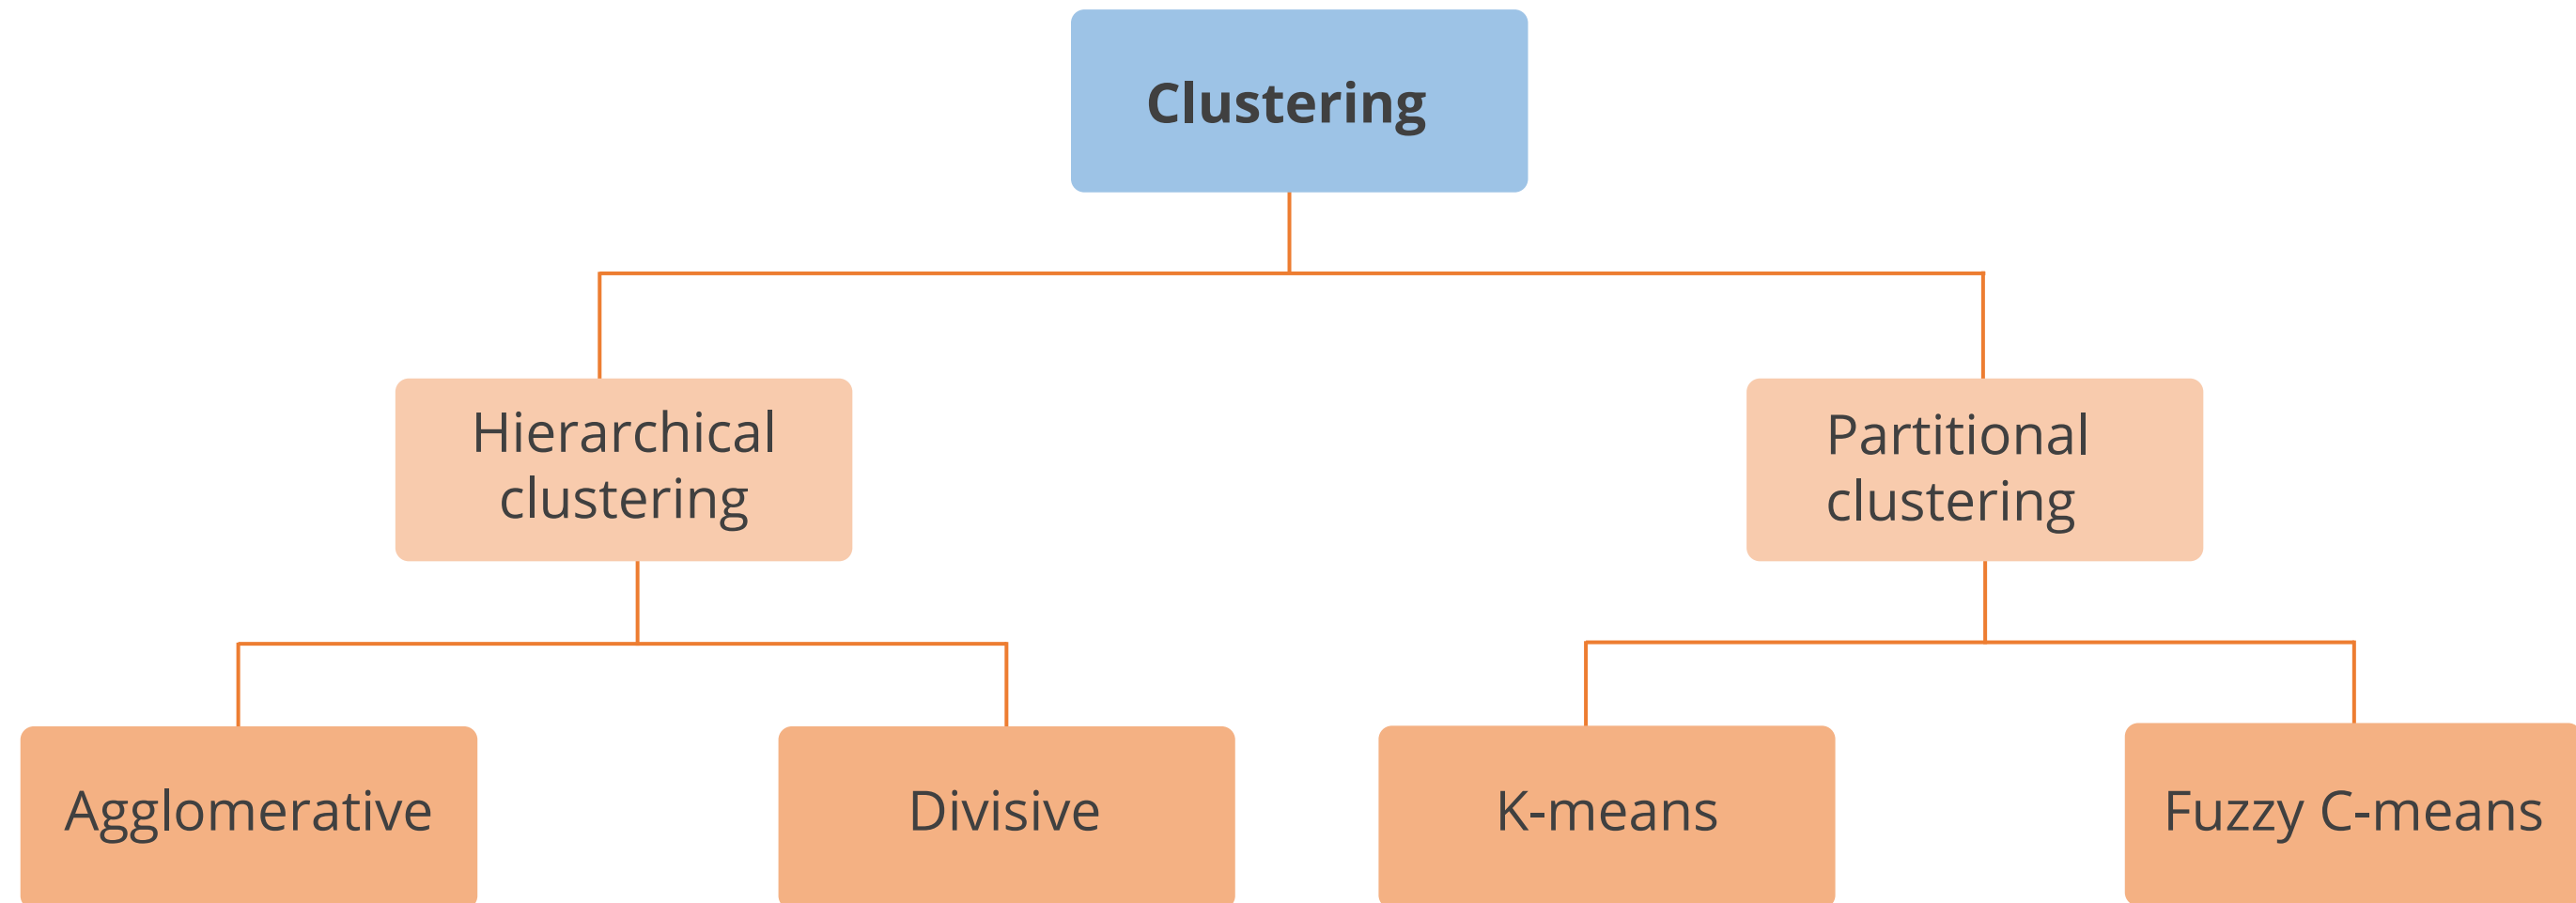 Clustering
Hierarchical
clustering
Partitional
clustering
Agglomerative
Divisive
K-means
Fuzzy C-means